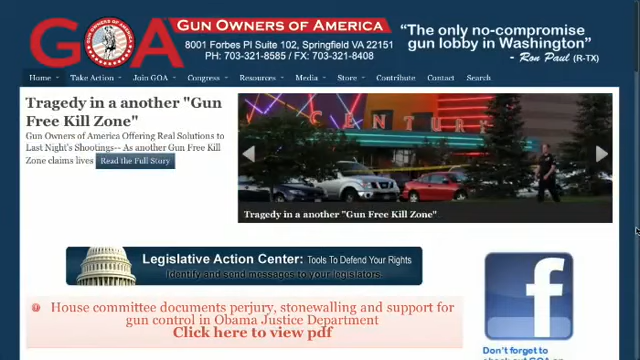 GOA
GUN OWNERS OF AMERICA
8001 Forbes Pl Suite 102, Springfield VA 22151
PH: 703-321-8585 / FX: 703-321-8408
"The only no-compromise
gun lobby in Washington"
- Ron Paul (R-TX)
Home Take Action Join GOA Congress Resources Media Store Contribute Contact Search
Tragedy in a another "Gun
Free Kill Zone"
Gun Owners of America Offering Real Solutions to
Last Night's Shootings-- As another Gun Free Kill
Zone claims lives Read the Full Story
CENTURY
Tragedy in a another "Gun Free Kill Zone"
Legislative Action Center: Tools To Defend Your Rights
Identify and send messages to your legislators.
House committee documents perjury, stonewalling and support for
gun control in Obama Justice Department
Click here to view pdf
f
Don't forget to
check out GOA on